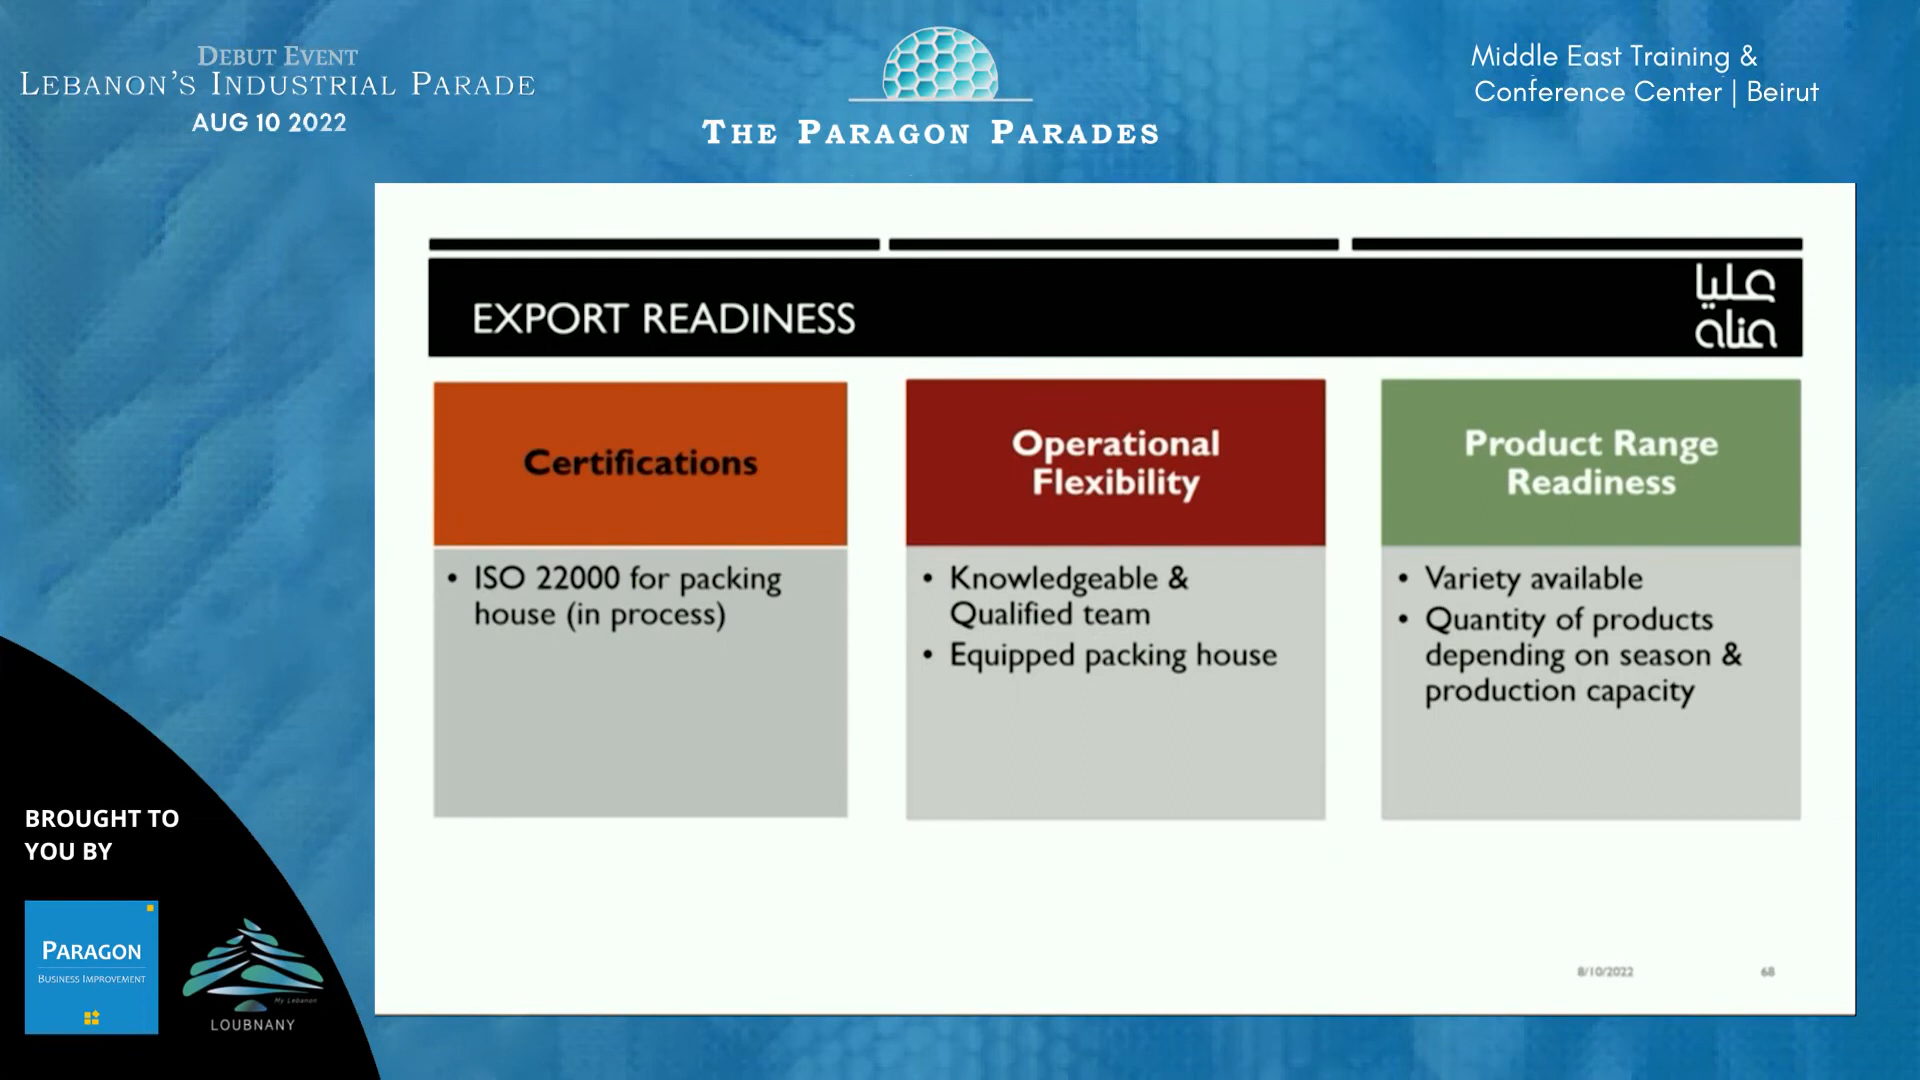 DEBUT EVENT
LEBANON'S INDUSTRIAL PARADE
AUG 10 2022
THE PARAGON PARADES
Middle East Training &
Conference Center | Beirut
EXPORT READINESS
عليا
alia
Certifications
• ISO 22000 for packing
house (in process)
Operational
Flexibility
• Knowledgeable &
Qualified team
• Equipped packing house
Product Range
Readiness
• Variety available
• Quantity of products
depending on season &
production capacity
8/10/2022
68
BROUGHT TO
YOU BY
PARAGON
BUSINESS IMPROVEMENT
My Lebanon
LOUBNANY